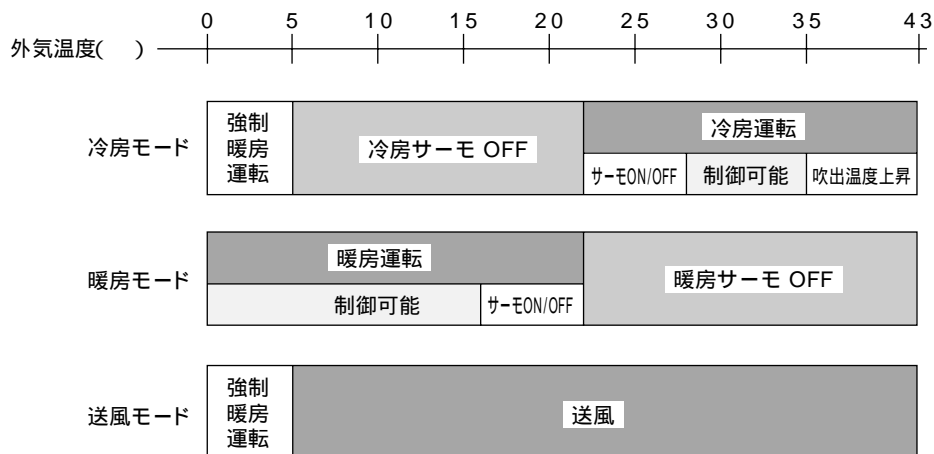 0 5 10 15 20 25 30 35 43
外気温度( )
冷房モード
強制
暖房
運転
冷房サーモ OFF
冷房運転
サーモON/OFF
制御可能
吹出温度上昇
暖房モード
暖房運転
制御可能
サーモON/OFF
暖房サーモ OFF
送風モード
強制
暖房
運転
送風